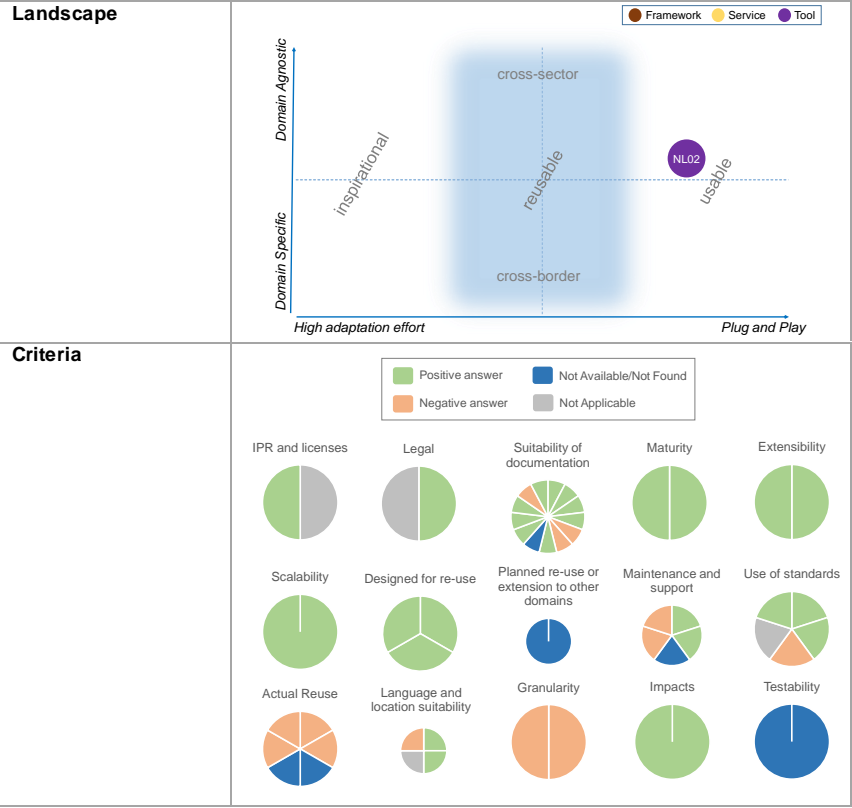 Landscape
Framework Service Tool
Domain Agnostic
cross-sector
inspirational
reusable
NL02
usable
Domain Specific
cross-border
High adaptation effort
Plug and Play
Criteria
Positive answer
Not Available/Not Found
Negative answer
Not Applicable
IPR and licenses
Legal
Suitability of
documentation
Maturity
Extensibility
Scalability
Designed for re-use
Planned re-use or
extension to other
domains
Maintenance and
support
Use of standards
Actual Reuse
Language and
location suitability
Granularity
Impacts
Testability